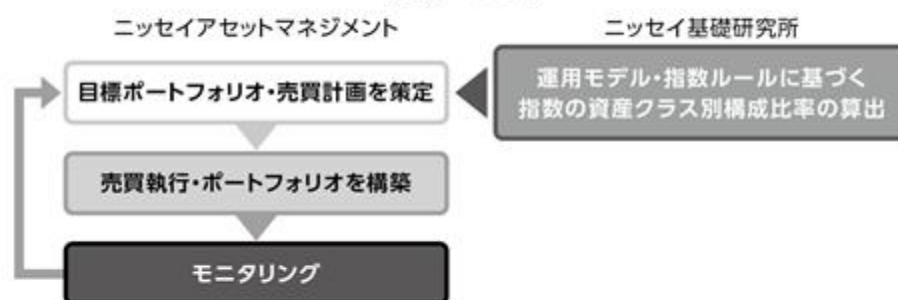 ニッセイアセットマネジメント
ニッセイ基礎研究所
目標ポートフォリオ・売買計画を策定
運用モデル・指数ルールに基づく
指数の資産クラス別構成比率の算出
売買執行・ポートフォリオを構築
モニタリング